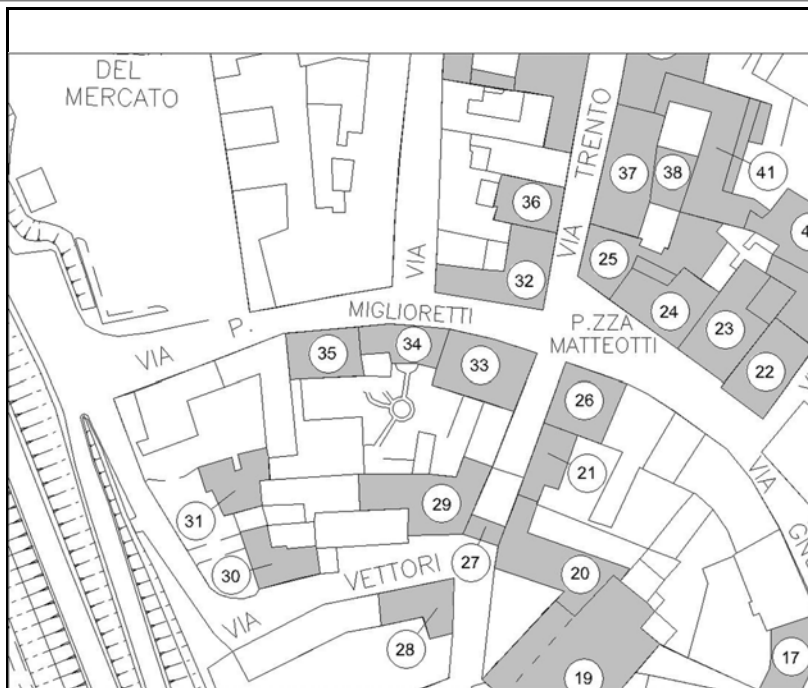 DEL
MERCATO
VIA
TRENTO
VIA
41
37
38
36
25
32
VIA
P.
MIGLIORETTI
P.ZZA
MATTEOTTI
24
23
22
35
34
33
26
21
VIA
31
29
27
30
VETTORI
VIA
20
28
19
17